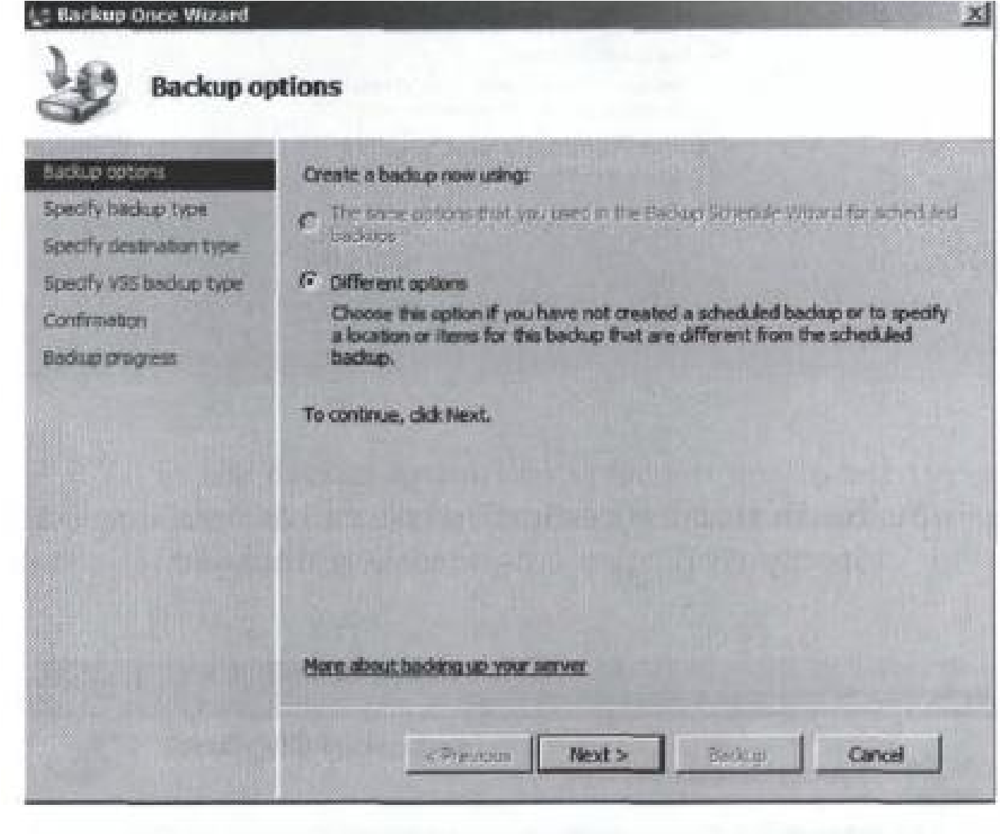 Backup Once Wizard
Backup options
Backup options
Specify backup type
Specify destination type
Specify VSS backup type
Confirmation
Backup progress
Create a backup now using:
The same options that you used in the Backup Schedule Wizard for scheduled
backups
Different options
Choose this option if you have not created a scheduled backup or to specify
a location or items for this backup that are different from the scheduled
backup.
To continue, click Next.
More about backing up your server
< Previous
Next >
Backup
Cancel